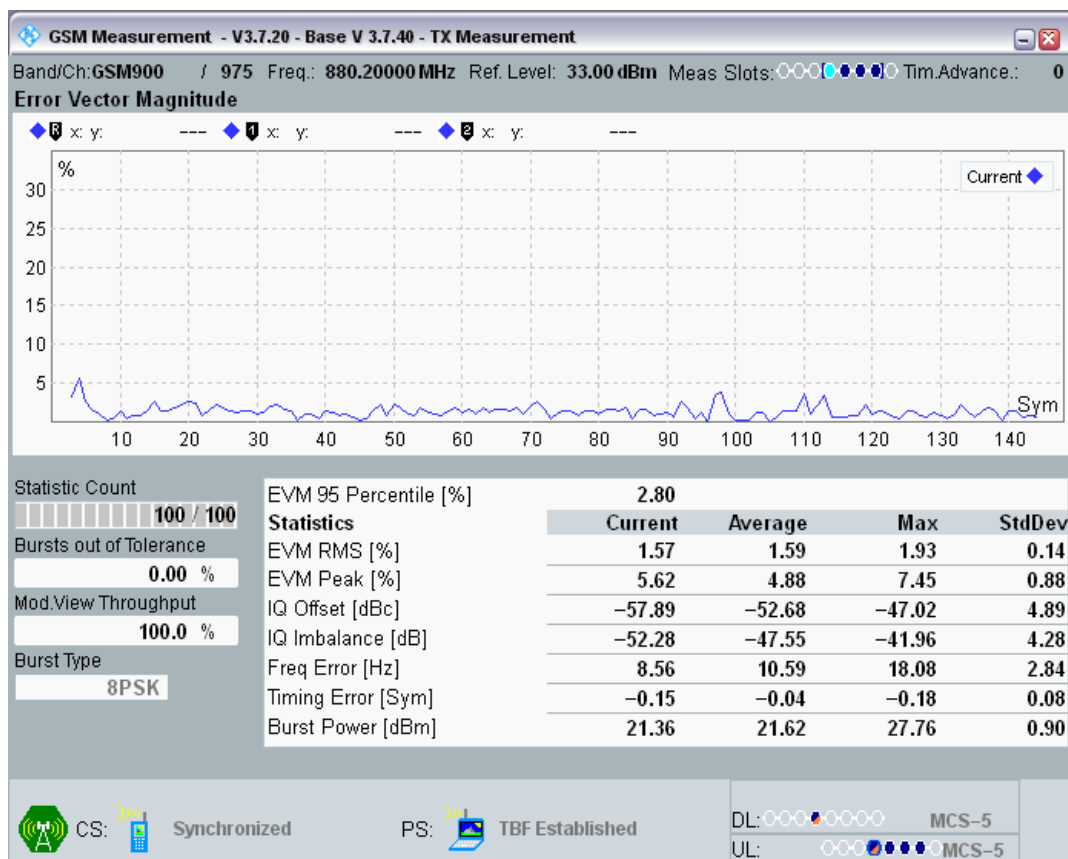 GSM Measurement - V3.7.20 - Base V 3.7.40 - TX Measurement
Band/Ch:GSM900 / 975 Freq.: 880.20000 MHz Ref. Level: 33.00 dBm Meas Slots: Tim.Advance.: 0
Error Vector Magnitude
R x: y: --- 1 x: y: --- 2 x: y: ---
%
Current
30
25
20
15
10
5
Sym
10 20 30 40 50 60 70 80 90 100 110 120 130 140
Statistic Count
100 / 100
Bursts out of Tolerance
0.00 %
Mod.View Throughput
100.0 %
Burst Type
8PSK
EVM 95 Percentile [%] 2.80
Statistics Current Average Max StdDev
EVM RMS [%] 1.57 1.59 1.93 0.14
EVM Peak [%] 5.62 4.88 7.45 0.88
IQ Offset [dBc] −57.89 −52.68 −47.02 4.89
IQ Imbalance [dB] −52.28 −47.55 −41.96 4.28
Freq Error [Hz] 8.56 10.59 18.08 2.84
Timing Error [Sym] −0.15 −0.04 −0.18 0.08
Burst Power [dBm] 21.36 21.62 27.76 0.90
CS: Synchronized PS: TBF Established
DL: MCS−5
UL: MCS−5